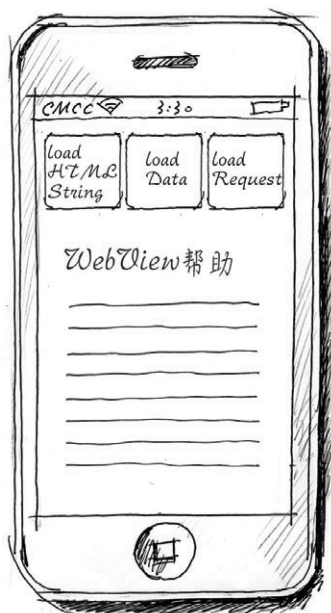 CMCC 3:30
load
HTML
String
load
Data
load
Request
WebView帮助